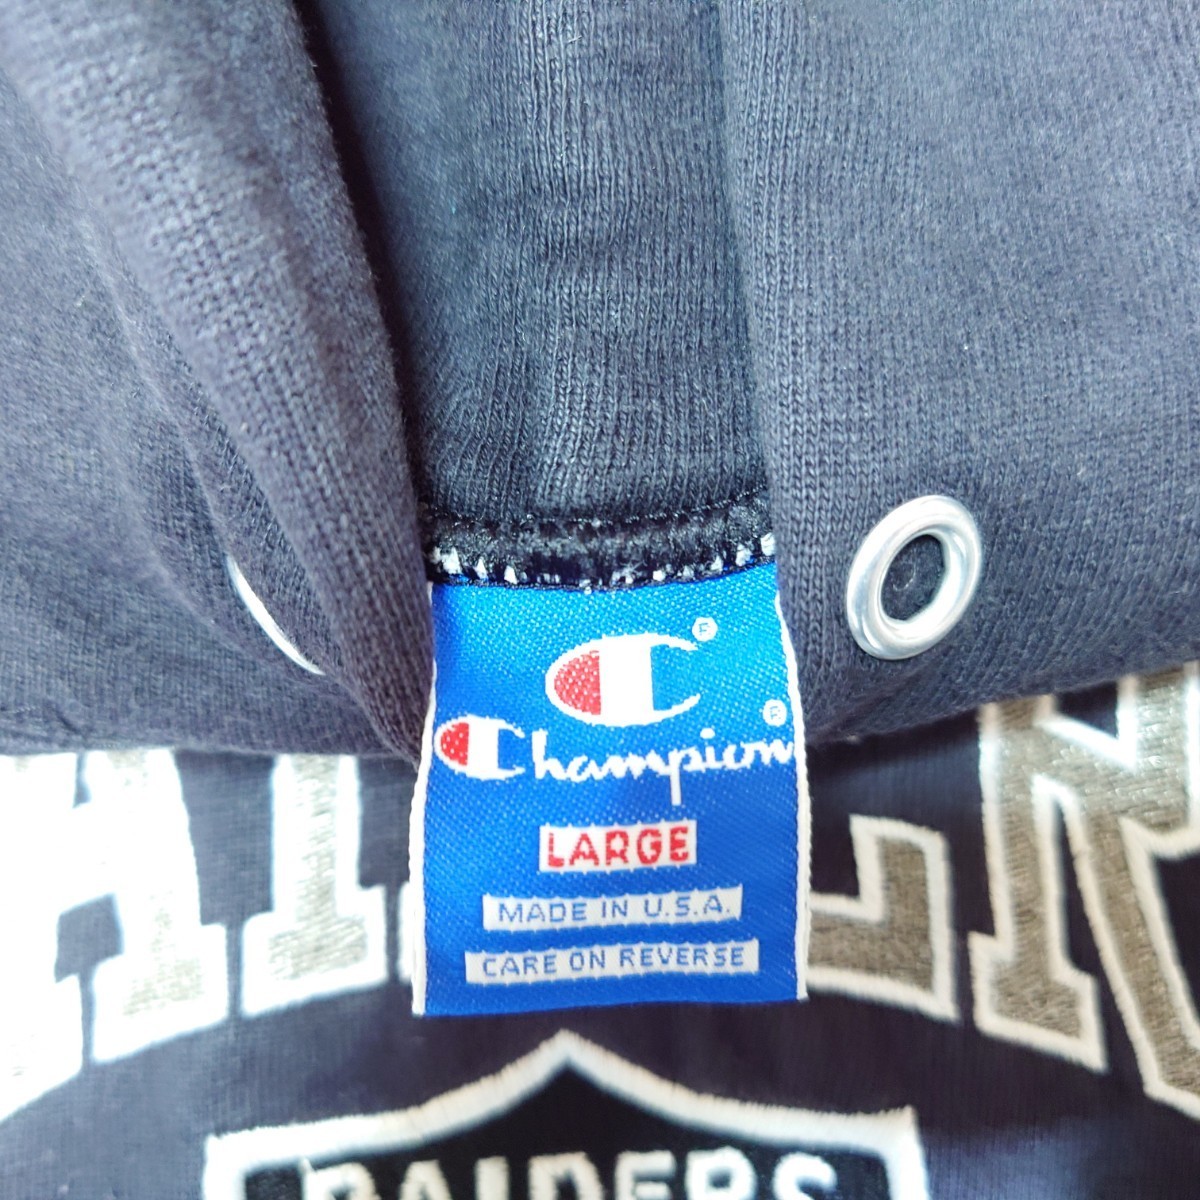 C®
Champion®
LARGE
MADE IN U.S.A.
CARE ON REVERSE
RAIDERS